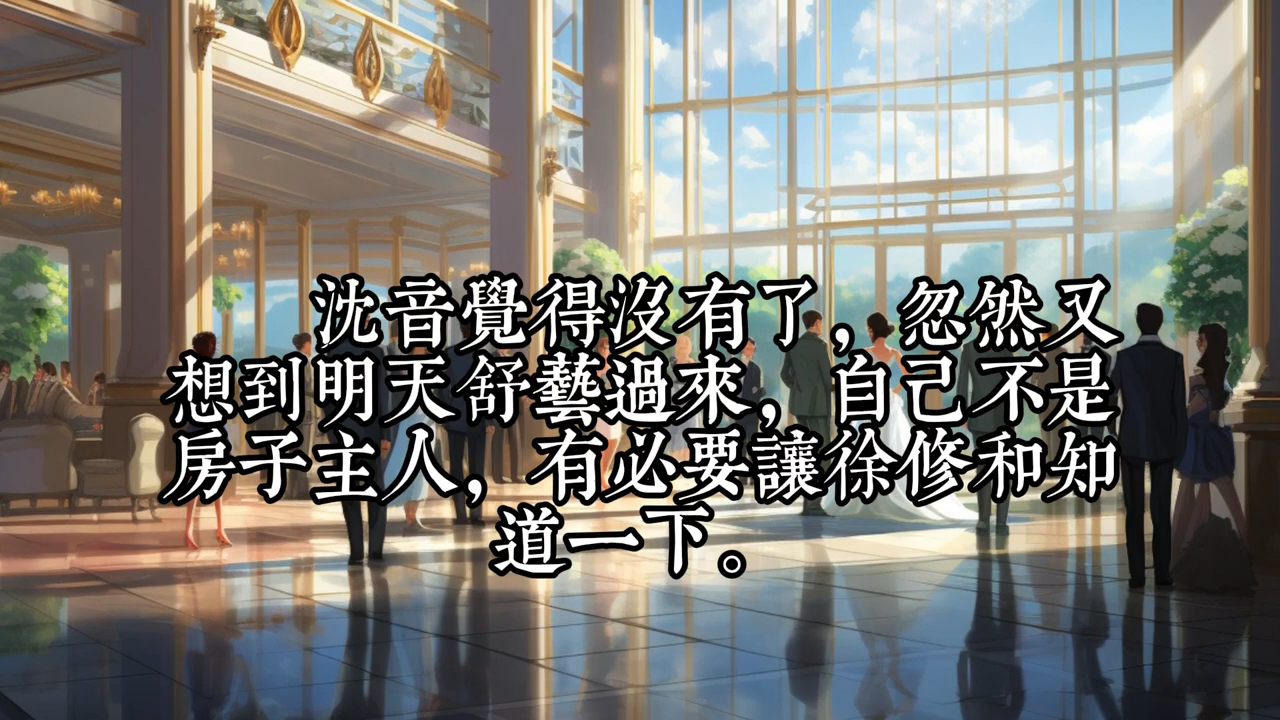 沈音覺得沒有了，忽然又
想到明天舒藝過來，自己不是
房子主人，有必要讓徐修和知
道一下。